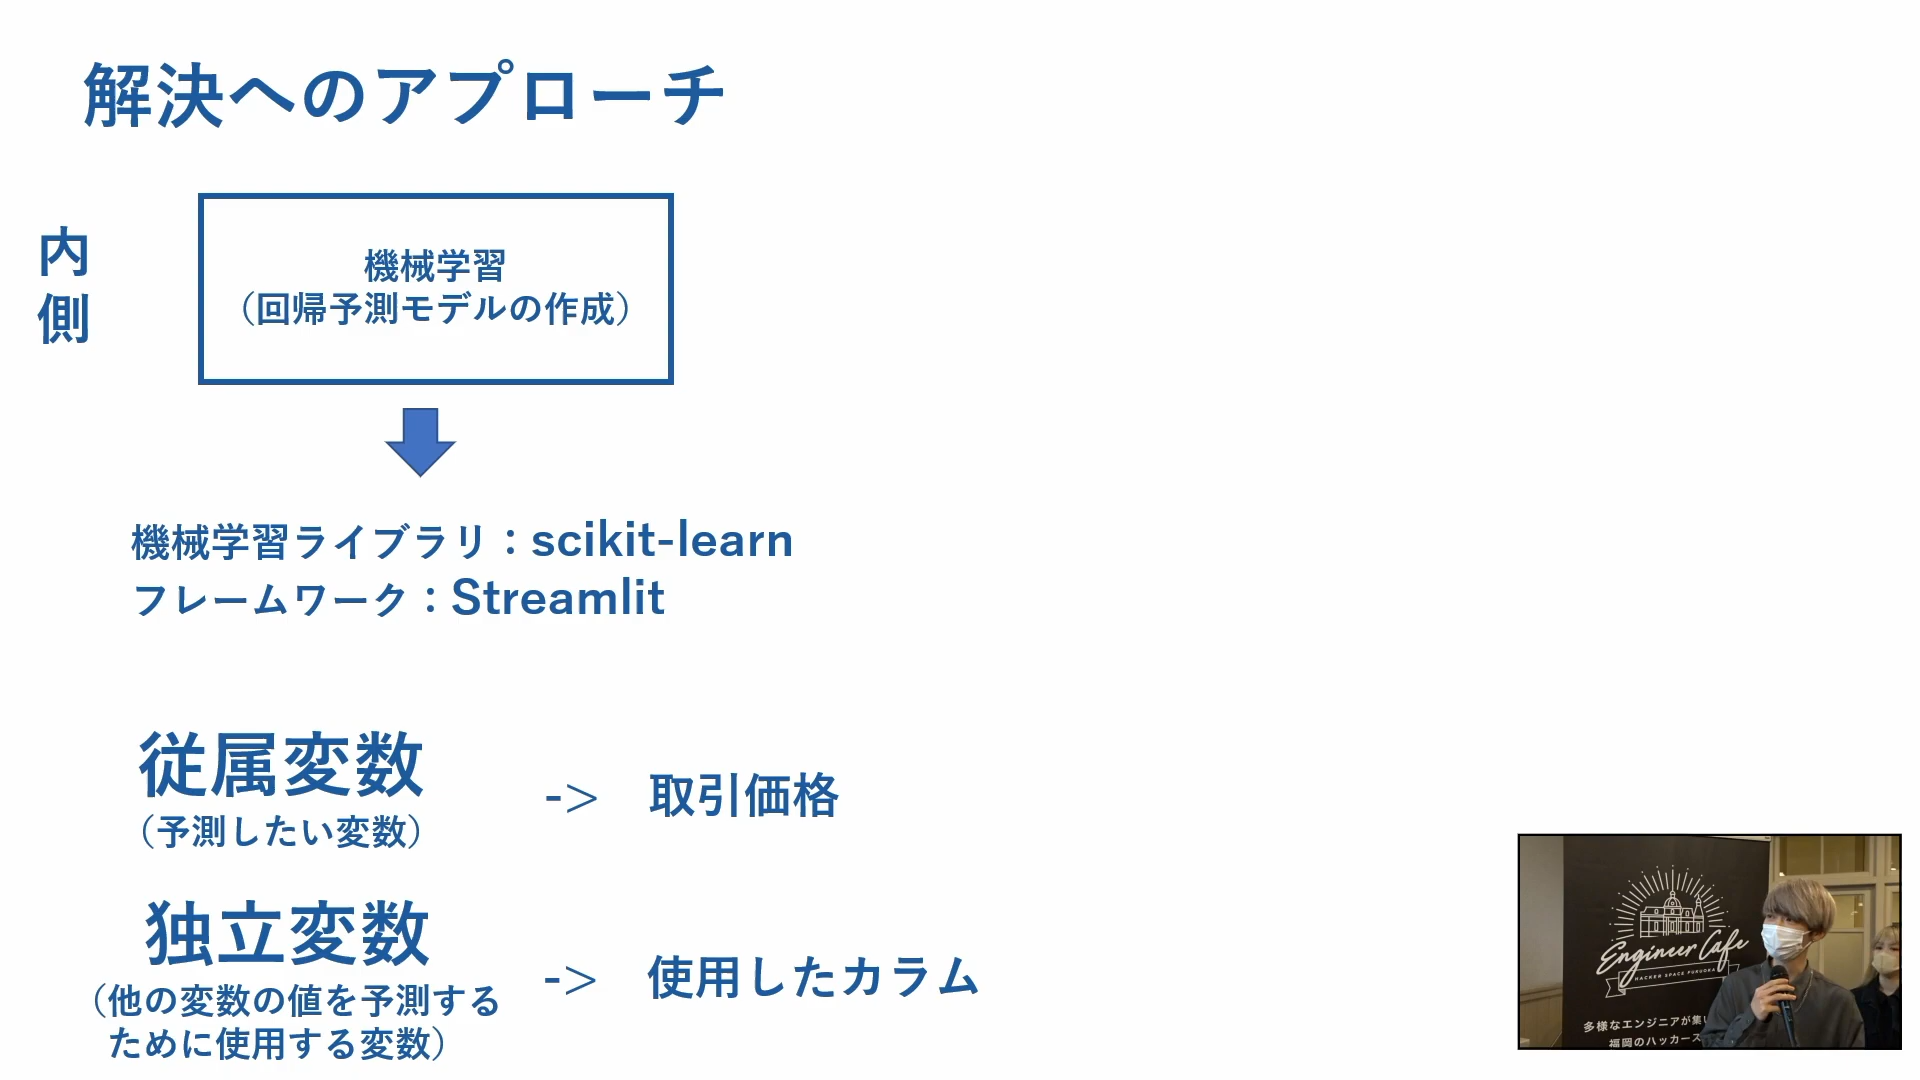 解決へのアプローチ
内
側
機械学習
（回帰予測モデルの作成）
機械学習ライブラリ：scikit-learn
フレームワーク：Streamlit
従属変数
（予測したい変数）
-> 取引価格
独立変数
（他の変数の値を予測する
ために使用する変数）
-> 使用したカラム
Engineer Cafe
HACKER SPACE FUKUOKA
多様なエンジニアが集い
福岡のハッカース